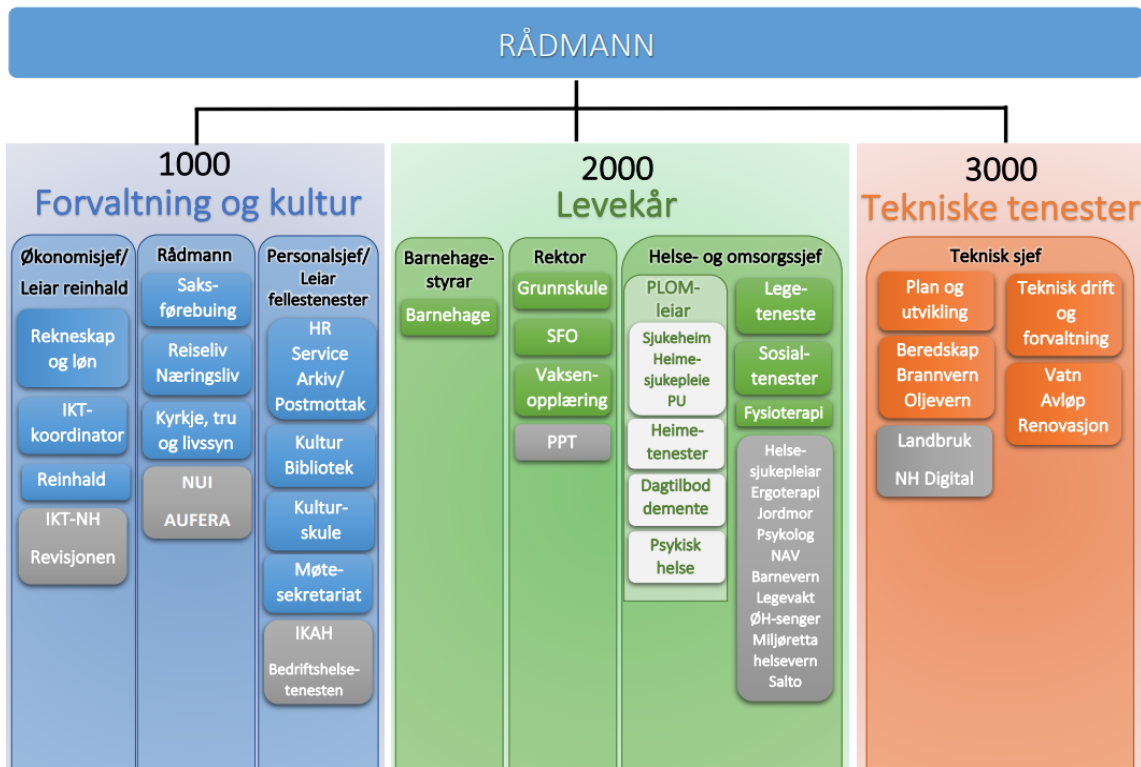 RÅDMANN
1000
Forvaltning og kultur
Økonomisjef/
Leiar reinhald
Rekneskap
og løn
IKT-
koordinator
Reinhald
IKT-NH
Revisjonen
Rådmann
Saks-
førebuing
Reiseliv
Næringsliv
Kyrkje, tru
og livssyn
NUI
AUFERA
Personalsjef/
Leiar
fellestenester
HR
Service
Arkiv/
Postmottak
Kultur
Bibliotek
Kultur-
skule
Møte-
sekretariat
IKAH
Bedriftshelse-
tenesten
2000
Levekår
Barnehage-
styrar
Barnehage
Rektor
Grunnskule
SFO
Vaksen-
opplæring
PPT
Helse- og omsorgssjef
PLOM-
leiar
Sjukeheim
Heime-
sjukepleie
PU
Heime-
tenester
Dagtilbod
demente
Psykisk
helse
Lege-
teneste
Sosial-
tenester
Fysioterapi
Helse-
sjukepleiar
Ergoterapi
Jordmor
Psykolog
NAV
Barnevern
Legevakt
ØH-senger
Miljøretta
helsevern
Salto
3000
Tekniske tenester
Teknisk sjef
Plan og
utvikling
Beredskap
Brannvern
Oljevern
Landbruk
NH Digital
Teknisk drift
og
forvaltning
Vatn
Avløp
Renovasjon